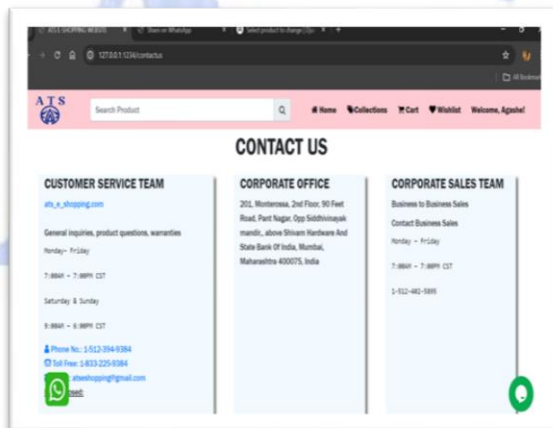 ATS E-SHOPPING WEBSITE
Share on WhatsApp
Select product to change | Dja
127.0.0.1:1234/contactus
All Bookmar
ATS
Search Product
Home Collections Cart Wishlist Welcome, Agashe!
CONTACT US
CUSTOMER SERVICE TEAM
ats_e_shopping.com
General inquiries, product questions, warranties
Monday- Friday
7:00AM - 7:00PM CST
Saturday & Sunday
9:00AM - 6:00PM CST
Phone No.: 1-512-394-9384
Toll Free: 1-833-225-9384
: atseshopping@gmail.com
osed:
CORPORATE OFFICE
201, Monterossa, 2nd Floor, 90 Feet
Road, Pant Nagar, Opp Siddhivinayak
mandir,, above Shivam Hardware And
State Bank Of India, Mumbai,
Maharashtra 400075, India
CORPORATE SALES TEAM
Business to Business Sales
Contact Business Sales
Monday - Friday
7:00AM - 7:00PM CST
1-512-402-5895